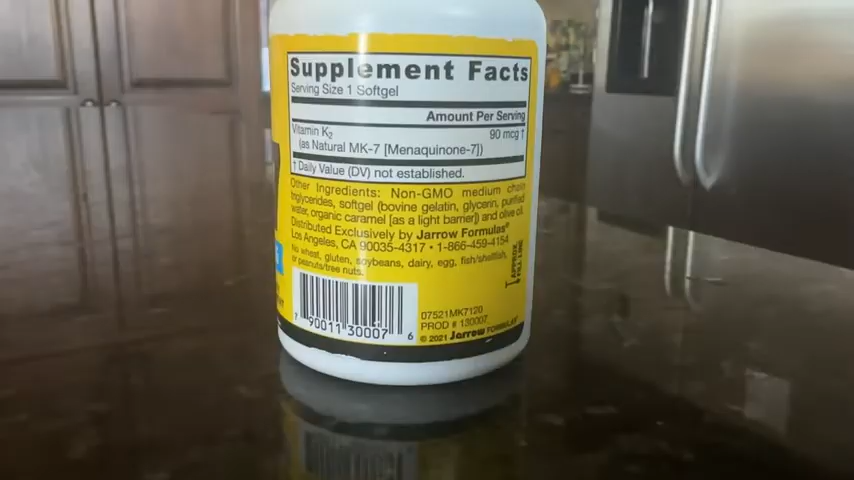 Supplement Facts
Serving Size 1 Softgel
Amount Per Serving
Vitamin K2 90 mcg †
(as Natural MK-7 [Menaquinone-7])
† Daily Value (DV) not established.
Other Ingredients: Non-GMO medium chain
triglycerides, softgel (bovine gelatin, glycerin, purified
water, organic caramel [as a light barrier]) and olive oil.
Distributed Exclusively by Jarrow Formulas®
Los Angeles, CA 90035-4317 • 1-866-459-4154
No wheat, gluten, soybeans, dairy, egg, fish/shellfish,
or peanuts/tree nuts.
APPROX
FILL LINE
7 90011 30007 6
07521MK7120
PROD # 130007
© 2021 Jarrow FORMULAS®